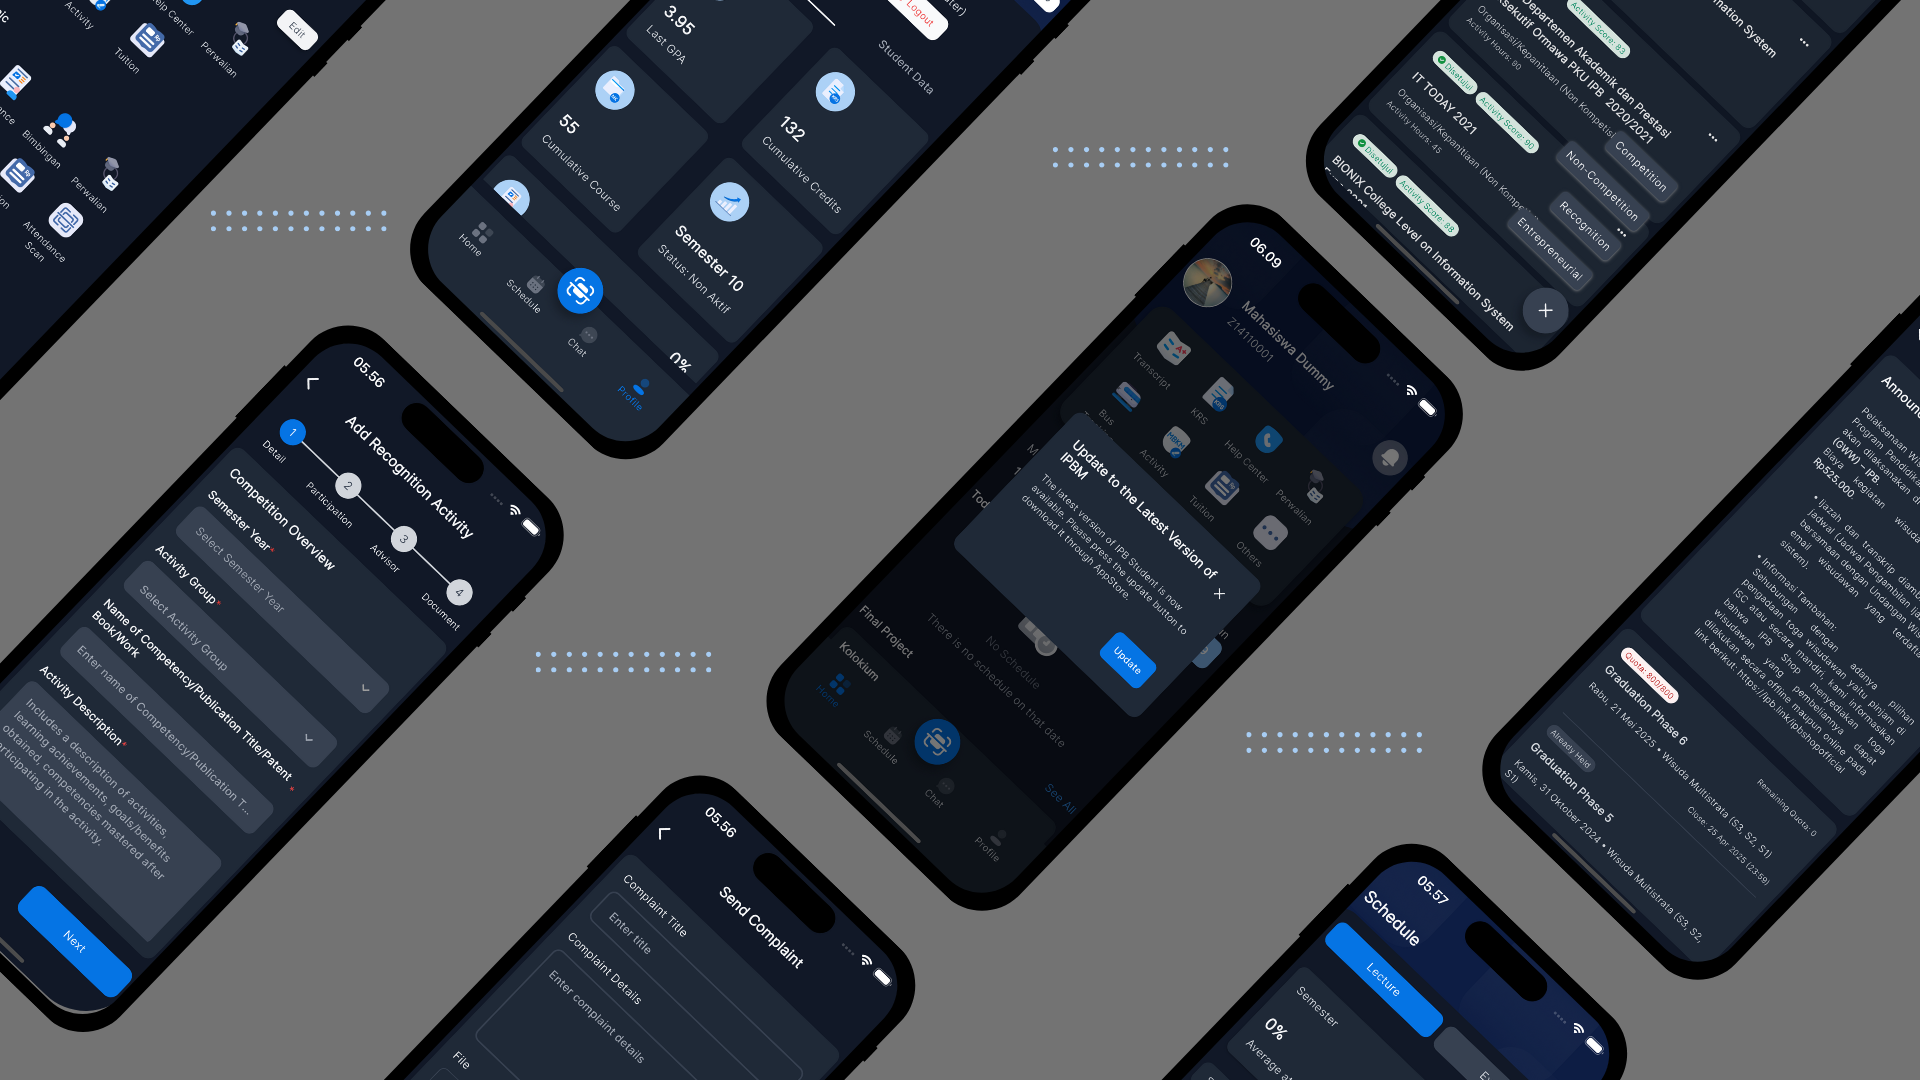 Activity
Help Center
Tuition
Perwalian
Edit
Bimbingan
Perwalian
Attendance
Scan
3.95
Last GPA
Logout
Student Data
55
Cumulative Course
132
Cumulative Credits
Semester 10
Status: Non Aktif
0%
Home
Schedule
Chat
Profile
mation System
Activity Score: 83
Departemen Akademik dan Prestasi
Eksekutif Ormawa PKU IPB 2020/2021
Organisasi/Kepanitiaan (Non Kompetisi)
Activity Hours: 90
Disetujui
Activity Score: 90
IT TODAY 2021
Organisasi/Kepanitiaan (Non Kompetisi)
Activity Hours: 45
Disetujui
Activity Score: 88
BIONIX College Level on Information System
Competition
Non-Competition
Recognition
Entrepreneurial
05.56
Add Recognition Activity
1
2
3
4
Detail
Participation
Advisor
Document
Competition Overview
Semester Year*
Select Semester Year
Activity Group*
Select Activity Group
Name of Competency/Publication Title/Patent
Book/Work *
Enter name of Competency/Publication T...
Activity Description*
Includes a description of activities,
learning achievements, goals/benefits
obtained, competencies mastered after
participating in the activity.
Next
06.09
Mahasiswa Dummy
Z14110001
Transcript
KRS
Help Center
Perwalian
Bus
Activity
Tuition
Others
Update to the Latest Version of
IPBM
The latest version of IPB Student is now
available. Please press the update button to
download it through AppStore.
Update
No Schedule
There is no schedule on that date
Final Project
See All
Kolokium
Home
Schedule
Chat
Profile
05.56
Send Complaint
Complaint Title
Enter title
Complaint Details
Enter complaint details
File
05.57
Schedule
Lecture
Semester
0%
Pelaksanaan
Program
akan dilaksanakan
(GWW) – IPB.
Biaya kegiatan wisuda
Rp525.000
• Ijazah dan transkrip
jadwal (Jadwal Pengambilan
bersamaan dengan Undangan
email wisudawan yang
sistem).
• Informasi Tambahan:
Sehubungan dengan adanya pilihan
pengadaan toga wisudawan yaitu pinjam di
ISC atau secara mandiri, kami informasikan
bahwa IPB Shop menyediakan toga
wisudawan yang pembeliannya dapat
dilakukan secara offline maupun online pada
link berikut: https://ipb.link/ipbshopofficial
Quota: 800/800
Graduation Phase 6
Rabu, 21 May 2025 • Wisuda Multistrata (S3, S2, S1)
Remaining Quota: 0
Close: 25 Apr 2025 (23:59)
Already Held
Graduation Phase 5
Kamis, 31 Oktober 2024 • Wisuda Multistrata (S3, S2,
S1)